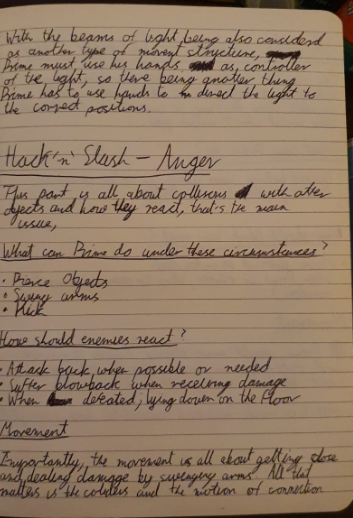 With the beams of light being also considerd
as another type of movent structure,
Prime must use his hands as controller
of the light, so there being another thing
Prime has to use hands to direct the light to
the correct positions.
Hack 'n' Slash - Anger
This part is all about collisions with other
objects and how they react, that's the main
issue,
What can Prime do under these circumstances?
• Pierce Objects
• Swing arms
• Kick
How should enemies react?
• Attack back, when possible or needed
• Suffer blowback when receiving damage
• When defeated, lying down on the floor
Movement
Importantly, the movement is all about getting close
and dealing damage by swinging arms. All that
matters is the colliders and the motion of connection